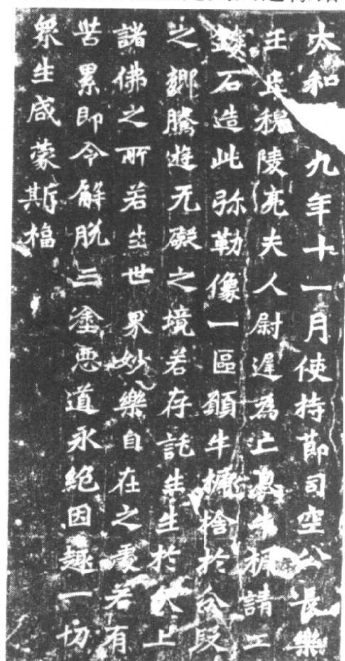 太和 九年十一月使持節司空公長樂
王丘穆陵亮夫人尉遲為亡息牛橛請工
鏤石造此弥勒像一區願牛橛捨於分段
之鄉騰遊无礙之境若存託生生於天上
諸佛之所若生世界妙樂自在之處若有
苦累即令解脫三塗惡道永絕因趣一切
眾生咸蒙斯福